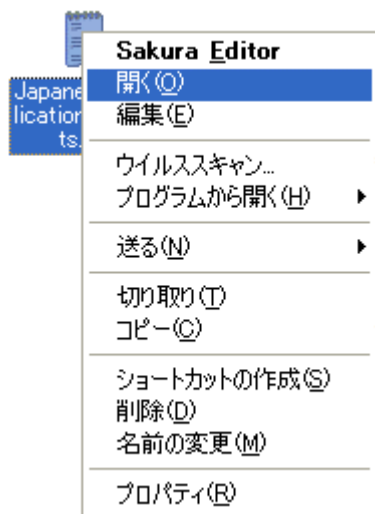 Sakura Editor
開く(O)
編集(E)
ウイルススキャン...
プログラムから開く(H)
送る(N)
切り取り(T)
コピー(C)
ショートカットの作成(S)
削除(D)
名前の変更(M)
プロパティ(R)
Japane
lication
ts.